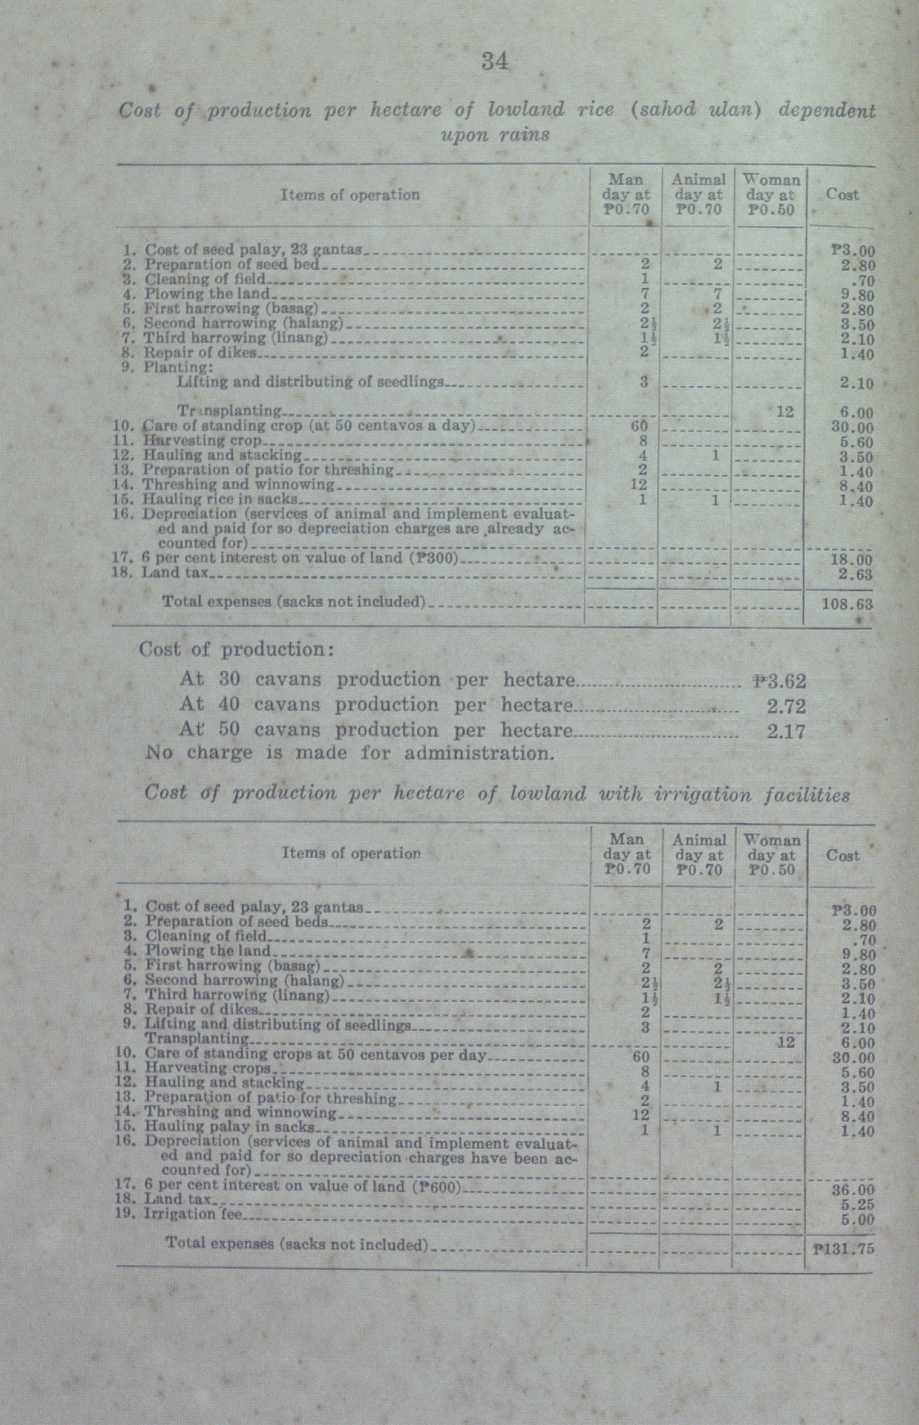 34
Cost of production per hectare of lowland rice (sahod ulan) dependent
upon rains
Items of operation | Man day at ₱0.70 | Animal day at ₱0.70 | Woman day at ₱0.50 | Cost
1. Cost of seed palay, 23 gantas ₱3.00
2. Preparation of seed bed 2 2 2.80
3. Cleaning of field 1 .70
4. Plowing the land 7 7 9.80
5. First harrowing (basag) 2 2 2.80
6. Second harrowing (halang) 2½ 2½ 3.50
7. Third harrowing (linang) 1½ 1½ 2.10
8. Repair of dikes 2 1.40
9. Planting:
Lifting and distributing of seedlings 3 2.10
Transplanting 12 6.00
10. Care of standing crop (at 50 centavos a day) 60 30.00
11. Harvesting crop 8 5.60
12. Hauling and stacking 4 1 3.50
13. Preparation of patio for threshing 2 1.40
14. Threshing and winnowing 12 8.40
15. Hauling rice in sacks 1 1 1.40
16. Depreciation (services of animal and implement evaluat-
ed and paid for so depreciation charges are already ac-
counted for)
17. 6 per cent interest on value of land (₱300) 18.00
18. Land tax 2.63
Total expenses (sacks not included) 108.63
Cost of production:
At 30 cavans production per hectare ₱3.62
At 40 cavans production per hectare 2.72
At 50 cavans production per hectare 2.17
No charge is made for administration.
Cost of production per hectare of lowland with irrigation facilities
Items of operation | Man day at ₱0.70 | Animal day at ₱0.70 | Woman day at ₱0.50 | Cost
1. Cost of seed palay, 23 gantas ₱3.00
2. Preparation of seed beds 2 2 2.80
3. Cleaning of field 1 .70
4. Plowing the land 7 9.80
5. First harrowing (basag) 2 2 2.80
6. Second harrowing (halang) 2½ 2½ 3.50
7. Third harrowing (linang) 1½ 1½ 2.10
8. Repair of dikes 2 1.40
9. Lifting and distributing of seedlings 3 2.10
Transplanting 12 6.00
10. Care of standing crops at 50 centavos per day 60 30.00
11. Harvesting crops 8 5.60
12. Hauling and stacking 4 1 3.50
13. Preparation of patio for threshing 2 1.40
14. Threshing and winnowing 12 8.40
15. Hauling palay in sacks 1 1 1.40
16. Depreciation (services of animal and implement evaluat-
ed and paid for so depreciation charges have been ac-
counted for)
17. 6 per cent interest on value of land (₱600) 36.00
18. Land tax 5.25
19. Irrigation fee 5.00
Total expenses (sacks not included) ₱131.75